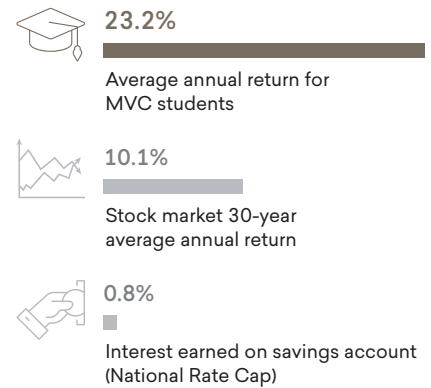 23.2%
Average annual return for
MVC students
10.1%
Stock market 30-year
average annual return
0.8%
Interest earned on savings account
(National Rate Cap)